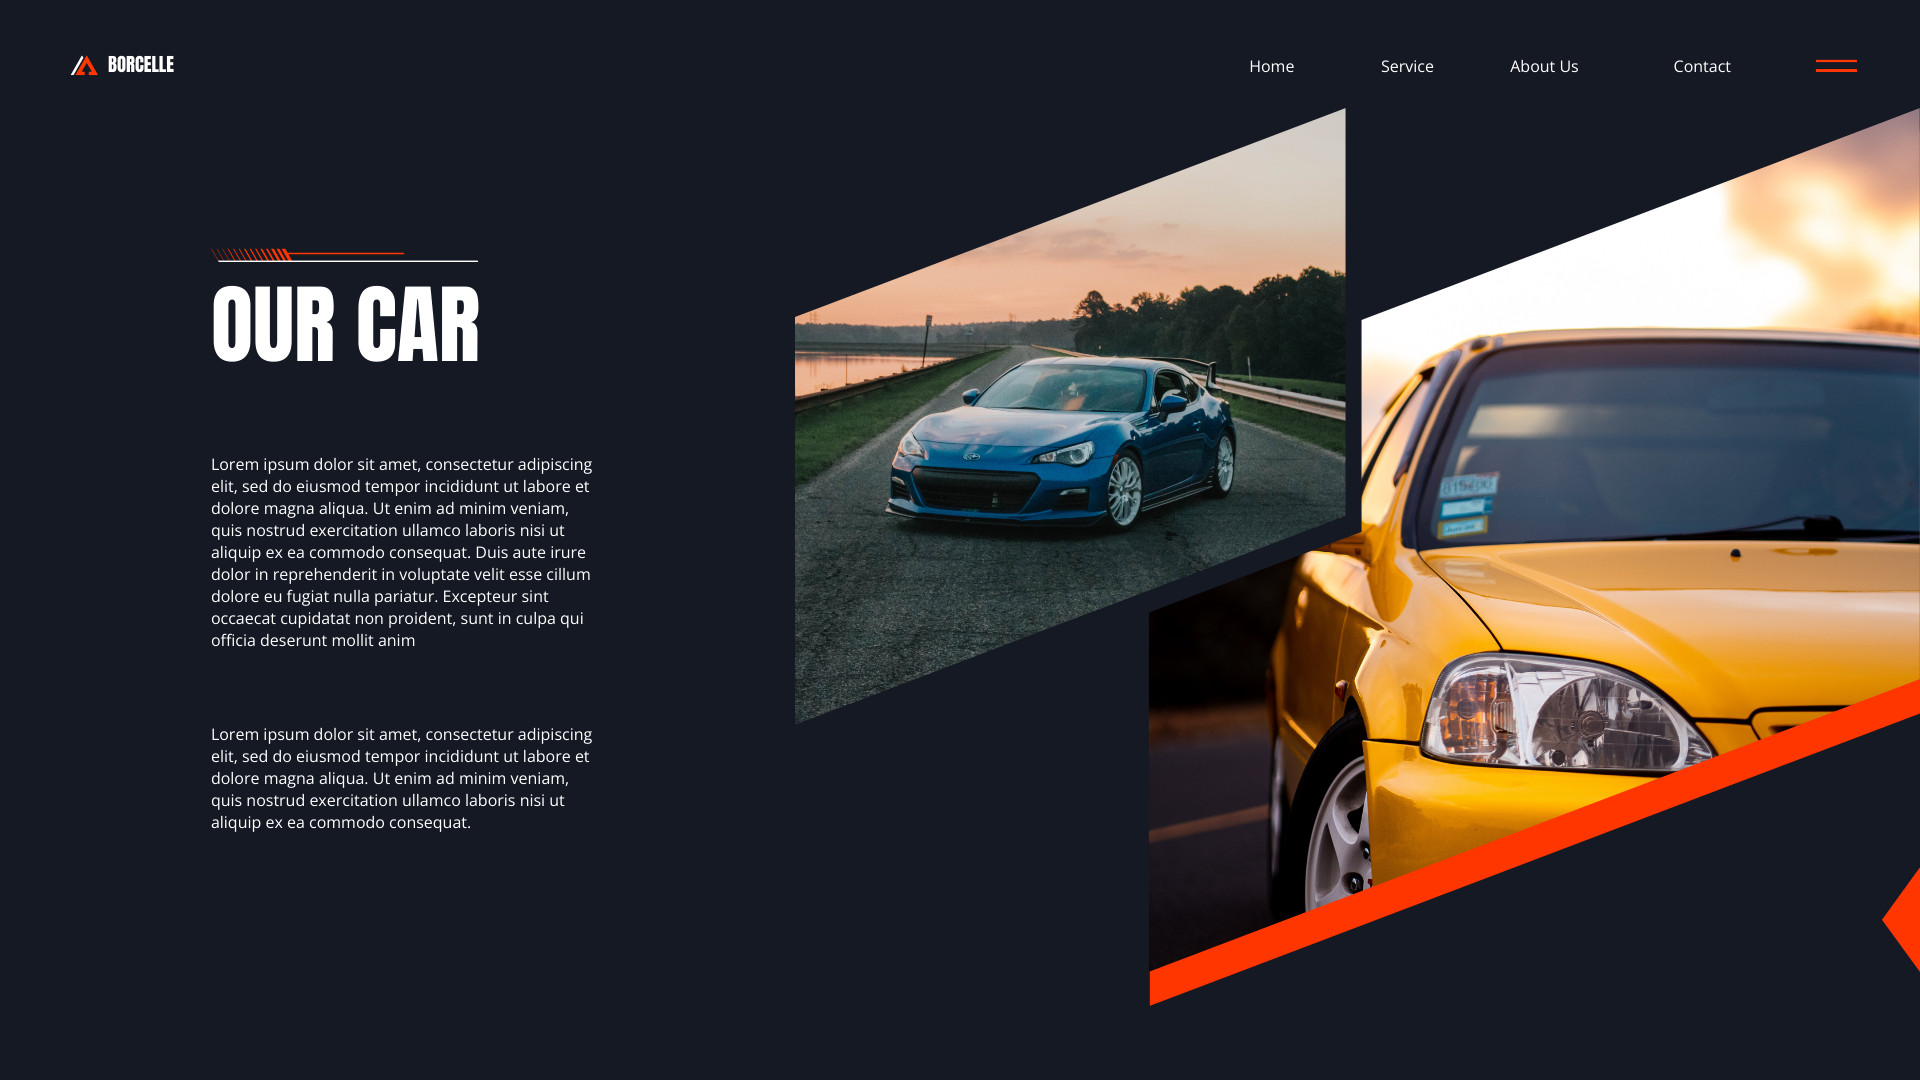 BORCELLE
Home
Service
About Us
Contact
OUR CAR
Lorem ipsum dolor sit amet, consectetur adipiscing
elit, sed do eiusmod tempor incididunt ut labore et
dolore magna aliqua. Ut enim ad minim veniam,
quis nostrud exercitation ullamco laboris nisi ut
aliquip ex ea commodo consequat. Duis aute irure
dolor in reprehenderit in voluptate velit esse cillum
dolore eu fugiat nulla pariatur. Excepteur sint
occaecat cupidatat non proident, sunt in culpa qui
officia deserunt mollit anim
Lorem ipsum dolor sit amet, consectetur adipiscing
elit, sed do eiusmod tempor incididunt ut labore et
dolore magna aliqua. Ut enim ad minim veniam,
quis nostrud exercitation ullamco laboris nisi ut
aliquip ex ea commodo consequat.